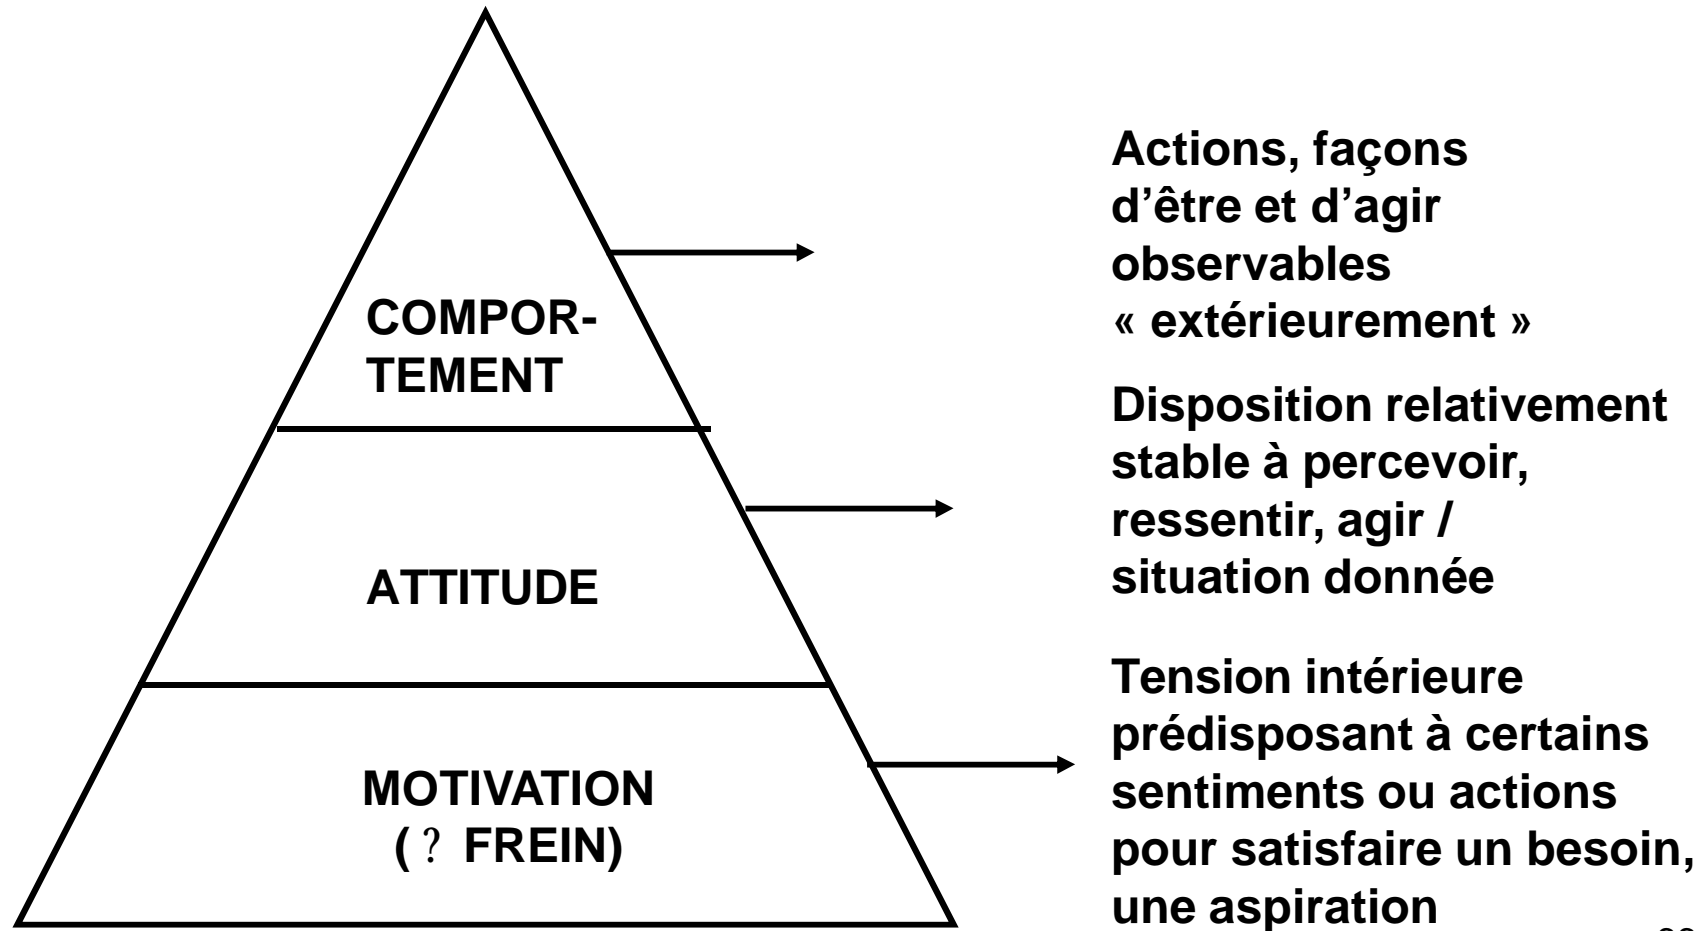 COMPOR-
TEMENT
Actions, façons
d’être et d’agir
observables
« extérieurement »
ATTITUDE
Disposition relativement
stable à percevoir,
ressentir, agir /
situation donnée
MOTIVATION
( ? FREIN)
Tension intérieure
prédisposant à certains
sentiments ou actions
pour satisfaire un besoin,
une aspiration